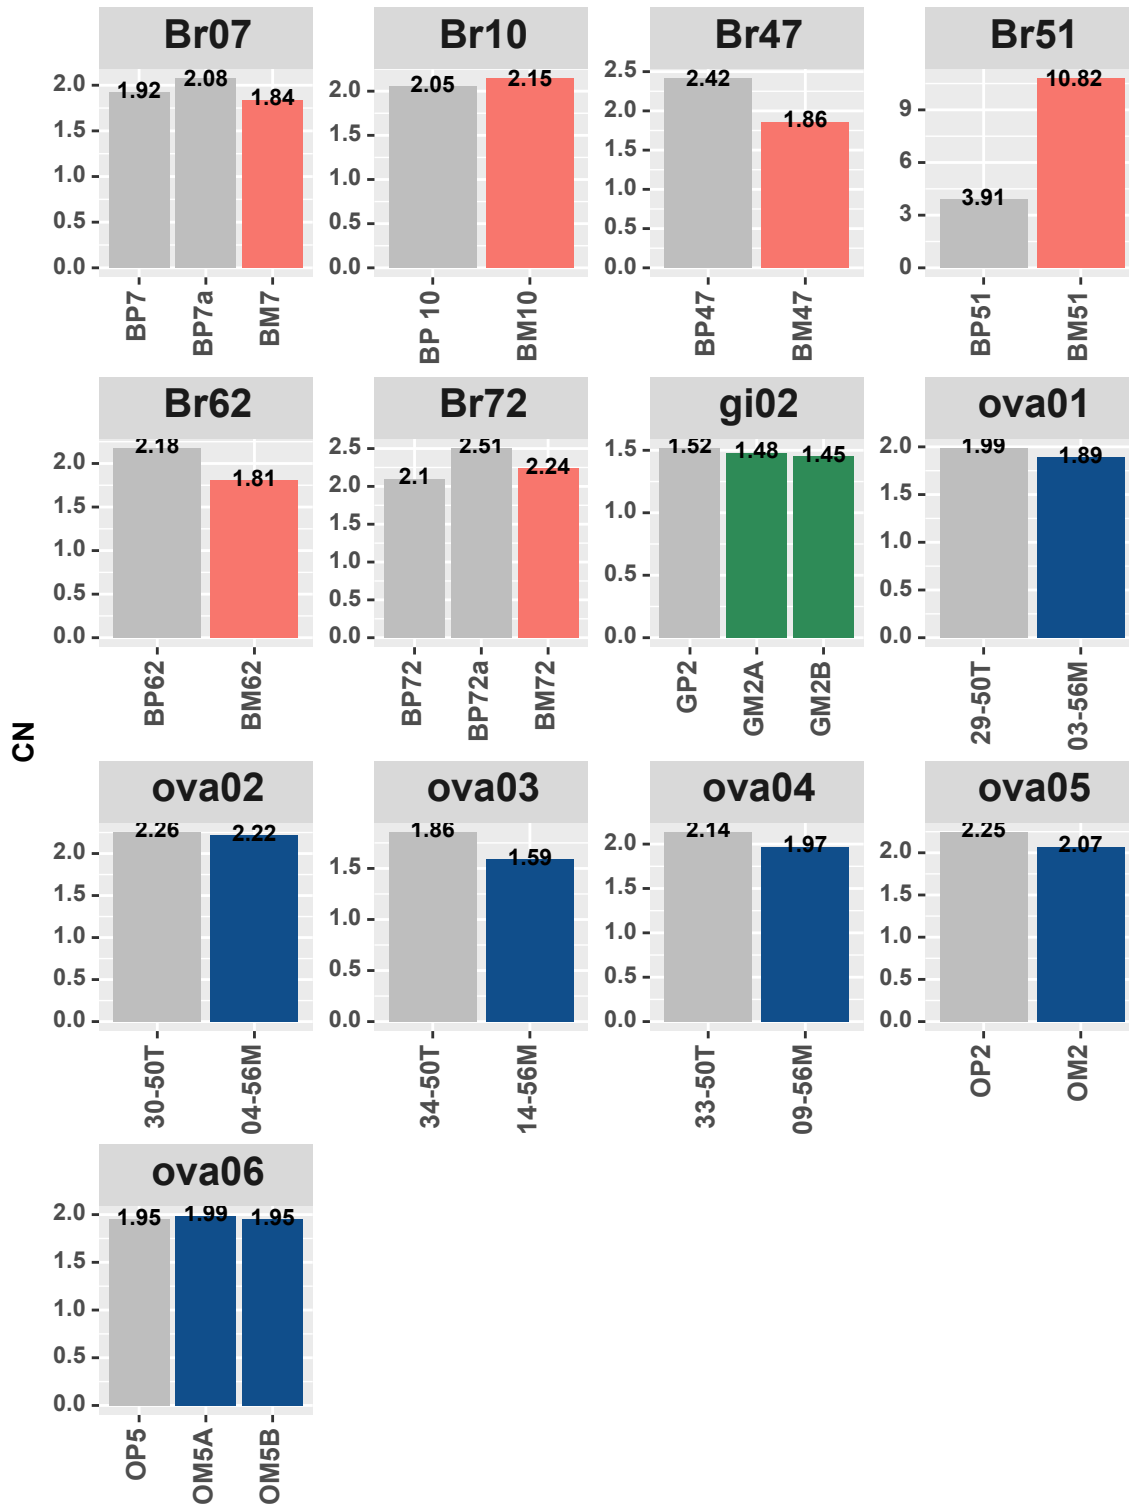 CN
Br07
2.0
1.5
1.0
0.5
0.0
1.92
2.08
1.84
BP7
BP7a
BM7
Br10
2.0
1.5
1.0
0.5
0.0
2.05
2.15
BP 10
BM10
Br47
2.5
2.0
1.5
1.0
0.5
0.0
2.42
1.86
BP47
BM47
Br51
9
6
3
0
3.91
10.82
BP51
BM51
Br62
2.0
1.5
1.0
0.5
0.0
2.18
1.81
BP62
BM62
Br72
2.5
2.0
1.5
1.0
0.5
0.0
2.1
2.51
2.24
BP72
BP72a
BM72
gi02
1.5
1.0
0.5
0.0
1.52
1.48
1.45
GP2
GM2A
GM2B
ova01
2.0
1.5
1.0
0.5
0.0
1.99
1.89
29-50T
03-56M
ova02
2.0
1.5
1.0
0.5
0.0
2.26
2.22
30-50T
04-56M
ova03
1.5
1.0
0.5
0.0
1.86
1.59
34-50T
14-56M
ova04
2.0
1.5
1.0
0.5
0.0
2.14
1.97
33-50T
09-56M
ova05
2.0
1.5
1.0
0.5
0.0
2.25
2.07
OP2
OM2
ova06
2.0
1.5
1.0
0.5
0.0
1.95
1.99
1.95
OP5
OM5A
OM5B